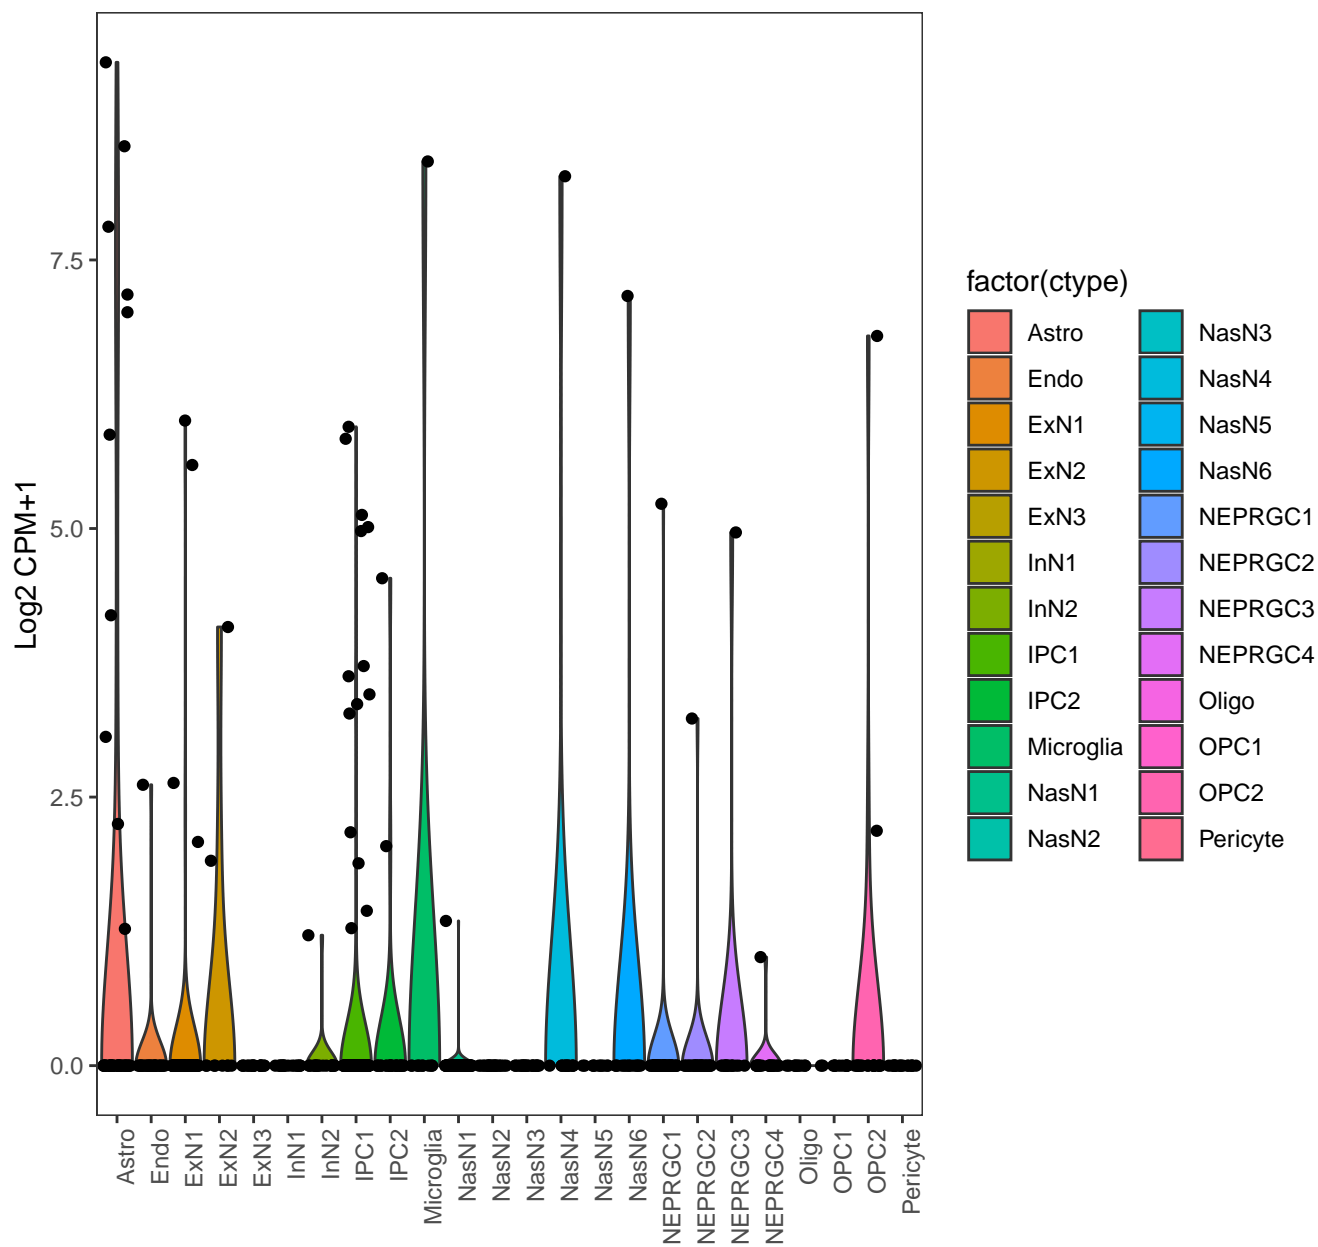 Log2 CPM+1
7.5
5.0
2.5
0.0
Astro
Endo
ExN1
ExN2
ExN3
InN1
InN2
IPC1
IPC2
Microglia
NasN1
NasN2
NasN3
NasN4
NasN5
NasN6
NEPRGC1
NEPRGC2
NEPRGC3
NEPRGC4
Oligo
OPC1
OPC2
Pericyte
factor(ctype)
Astro
Endo
ExN1
ExN2
ExN3
InN1
InN2
IPC1
IPC2
Microglia
NasN1
NasN2
NasN3
NasN4
NasN5
NasN6
NEPRGC1
NEPRGC2
NEPRGC3
NEPRGC4
Oligo
OPC1
OPC2
Pericyte